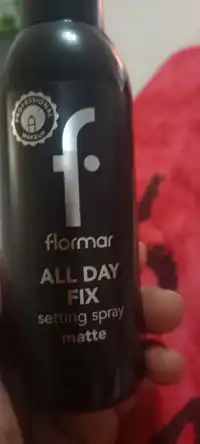 PROFESSIONAL
MAKEUP
f
flormar
ALL DAY
FIX
setting spray
matte